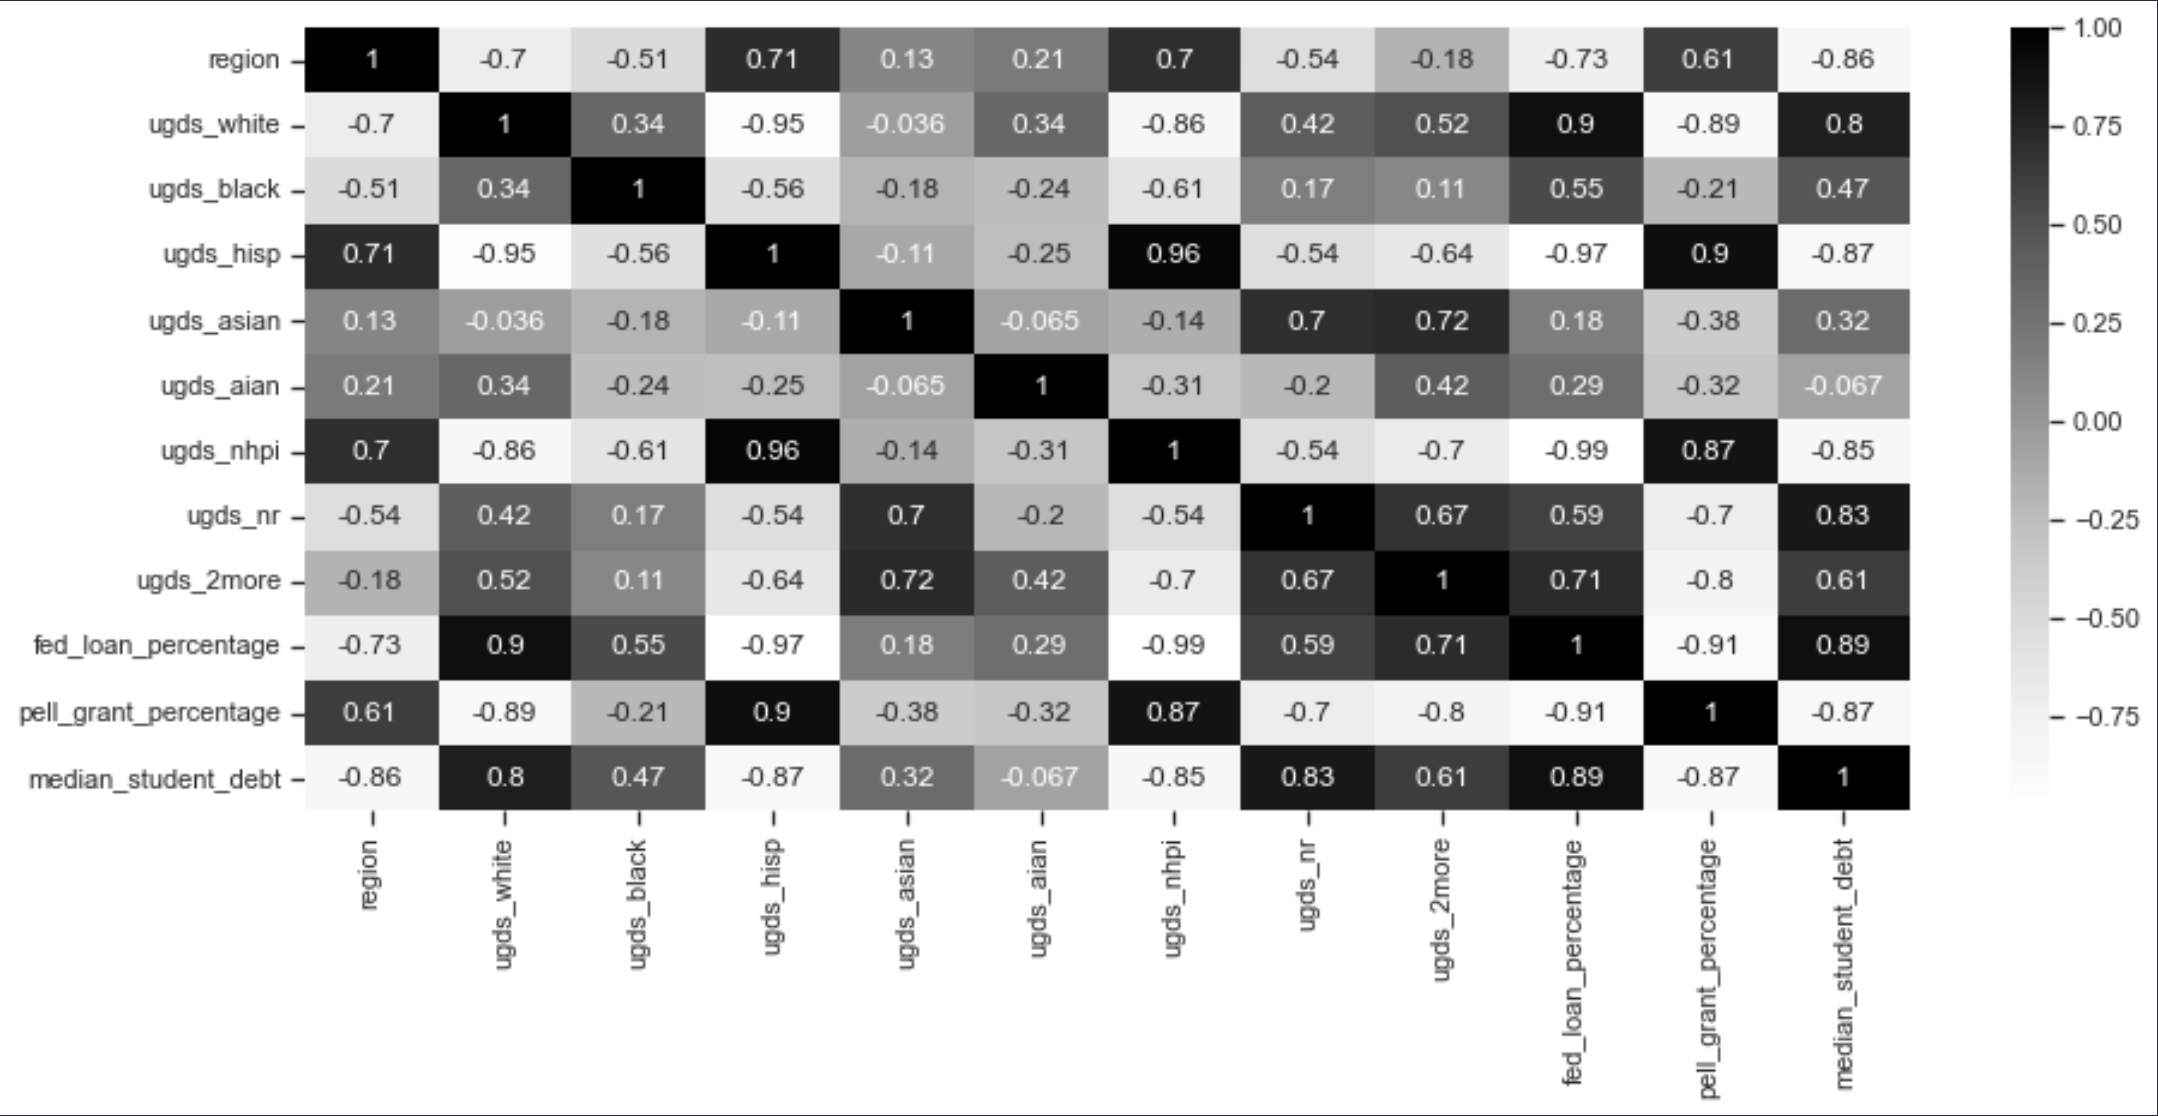 region 1 -0.7 -0.51 0.71 0.13 0.21 0.7 -0.54 -0.18 -0.73 0.61 -0.86
ugds_white -0.7 1 0.34 -0.95 -0.036 0.34 -0.86 0.42 0.52 0.9 -0.89 0.8
ugds_black -0.51 0.34 1 -0.56 -0.18 -0.24 -0.61 0.17 0.11 0.55 -0.21 0.47
ugds_hisp 0.71 -0.95 -0.56 1 -0.11 -0.25 0.96 -0.54 -0.64 -0.97 0.9 -0.87
ugds_asian 0.13 -0.036 -0.18 -0.11 1 -0.065 -0.14 0.7 0.72 0.18 -0.38 0.32
ugds_aian 0.21 0.34 -0.24 -0.25 -0.065 1 -0.31 -0.2 0.42 0.29 -0.32 -0.067
ugds_nhpi 0.7 -0.86 -0.61 0.96 -0.14 -0.31 1 -0.54 -0.7 -0.99 0.87 -0.85
ugds_nr -0.54 0.42 0.17 -0.54 0.7 -0.2 -0.54 1 0.67 0.59 -0.7 0.83
ugds_2more -0.18 0.52 0.11 -0.64 0.72 0.42 -0.7 0.67 1 0.71 -0.8 0.61
fed_loan_percentage -0.73 0.9 0.55 -0.97 0.18 0.29 -0.99 0.59 0.71 1 -0.91 0.89
pell_grant_percentage 0.61 -0.89 -0.21 0.9 -0.38 -0.32 0.87 -0.7 -0.8 -0.91 1 -0.87
median_student_debt -0.86 0.8 0.47 -0.87 0.32 -0.067 -0.85 0.83 0.61 0.89 -0.87 1
region
ugds_white
ugds_black
ugds_hisp
ugds_asian
ugds_aian
ugds_nhpi
ugds_nr
ugds_2more
fed_loan_percentage
pell_grant_percentage
median_student_debt
1.00
0.75
0.50
0.25
0.00
−0.25
−0.50
−0.75